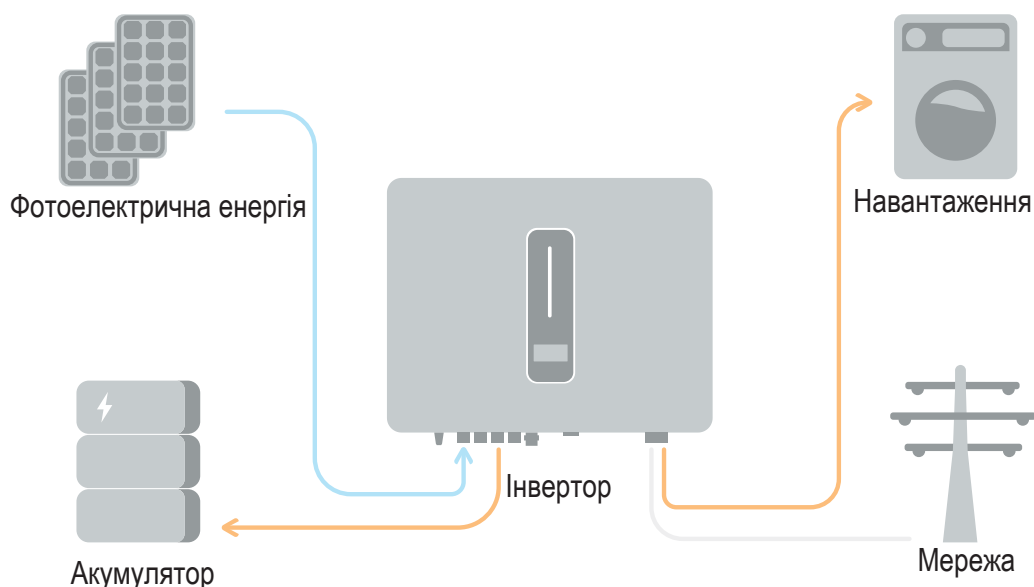 Фотоелектрична енергія
Навантаження
Інвертор
Акумулятор
Мережа